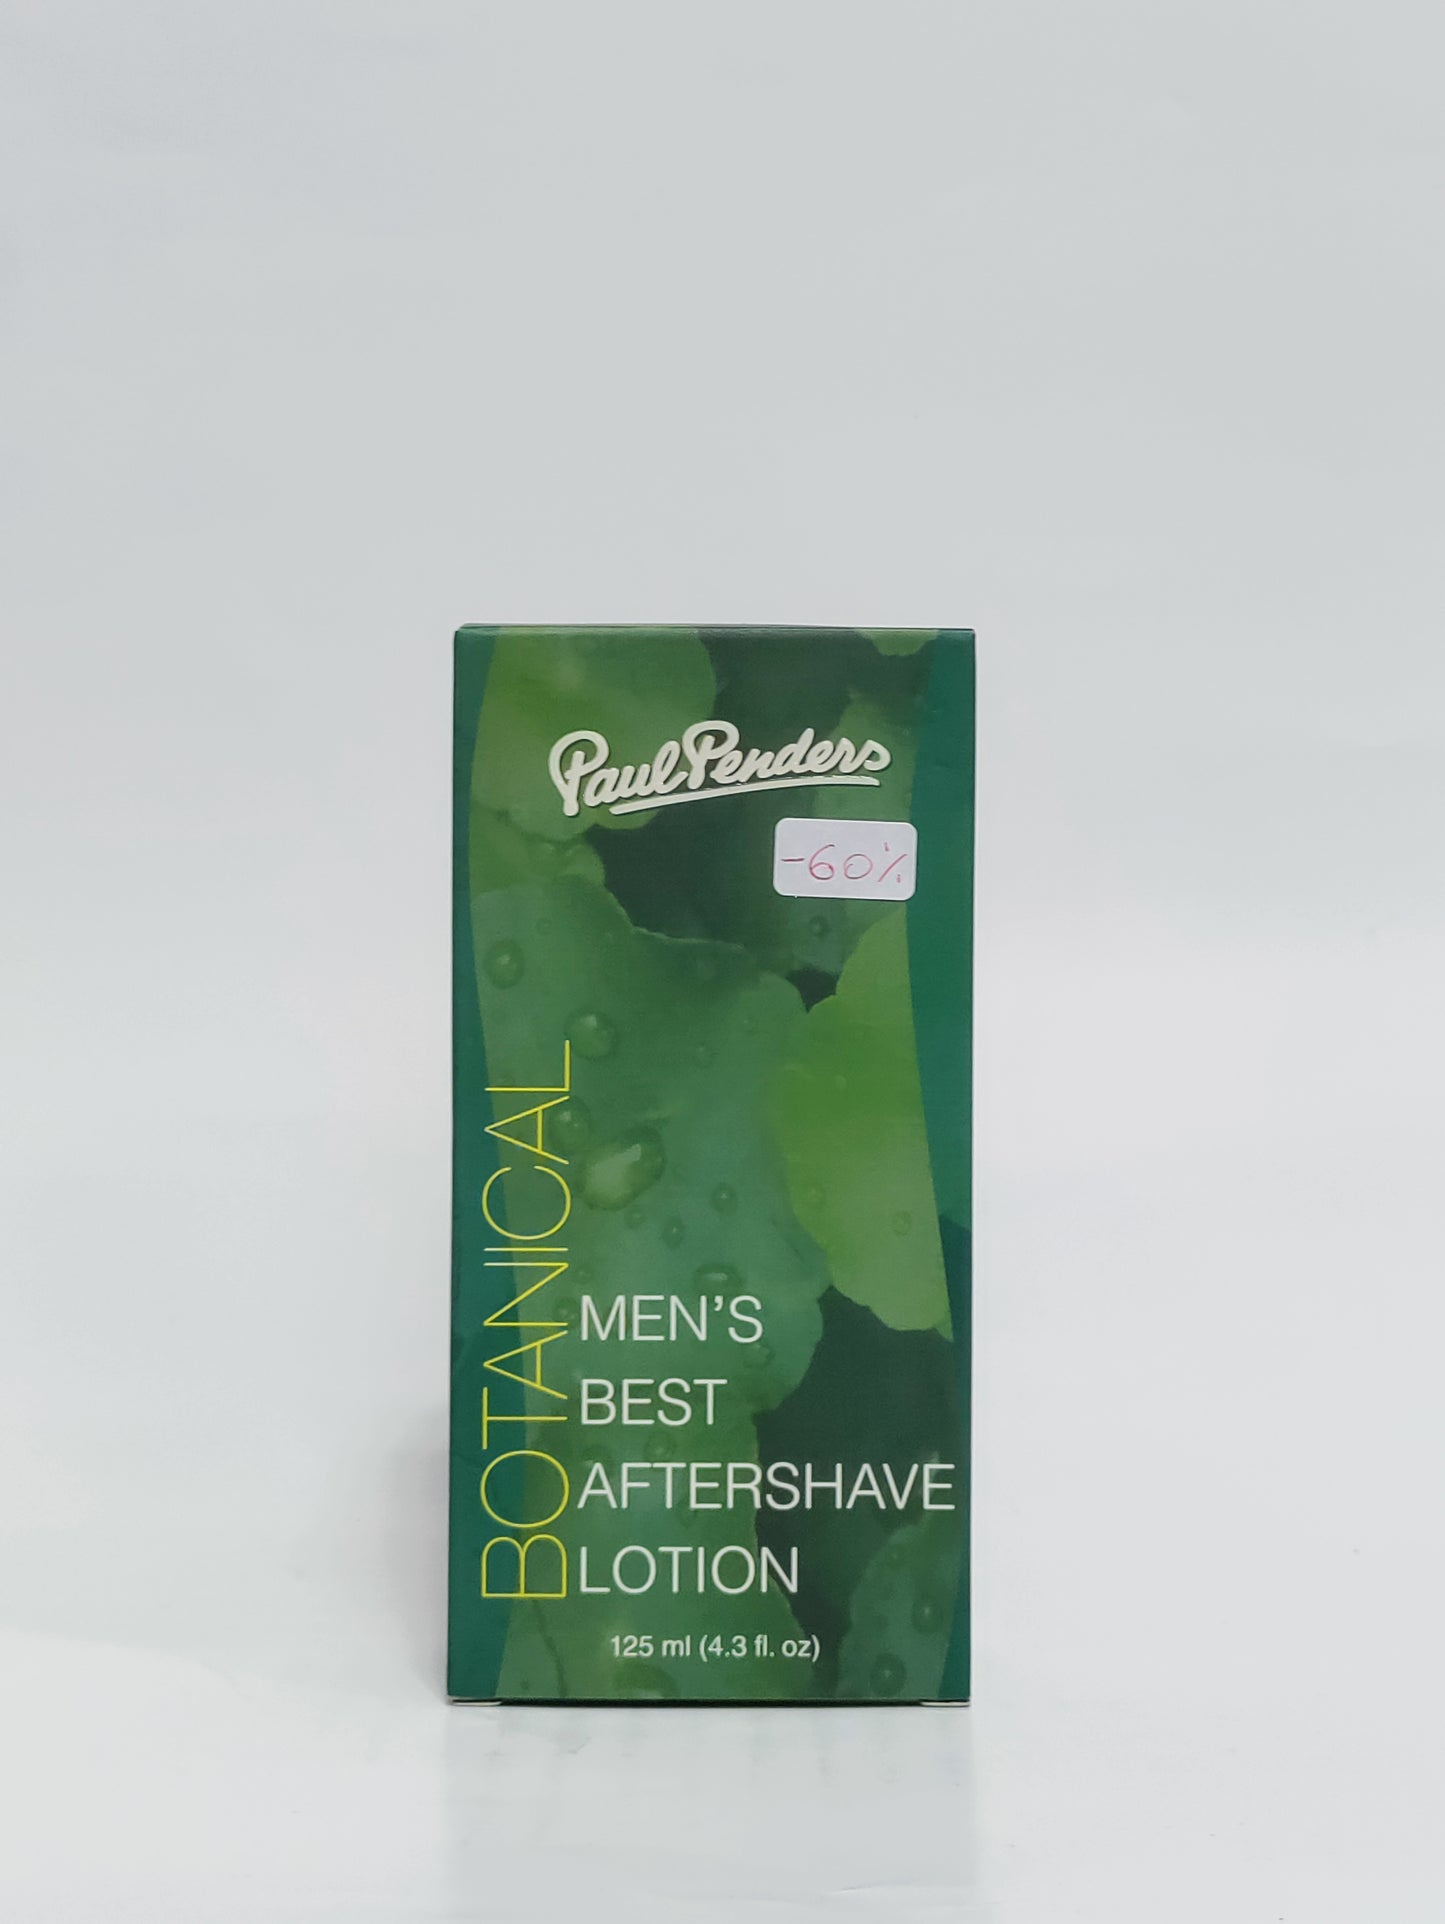 Paul Penders
-60%
BOTANICAL
MEN'S
BEST
AFTERSHAVE
LOTION
125 ml (4.3 fl. oz)